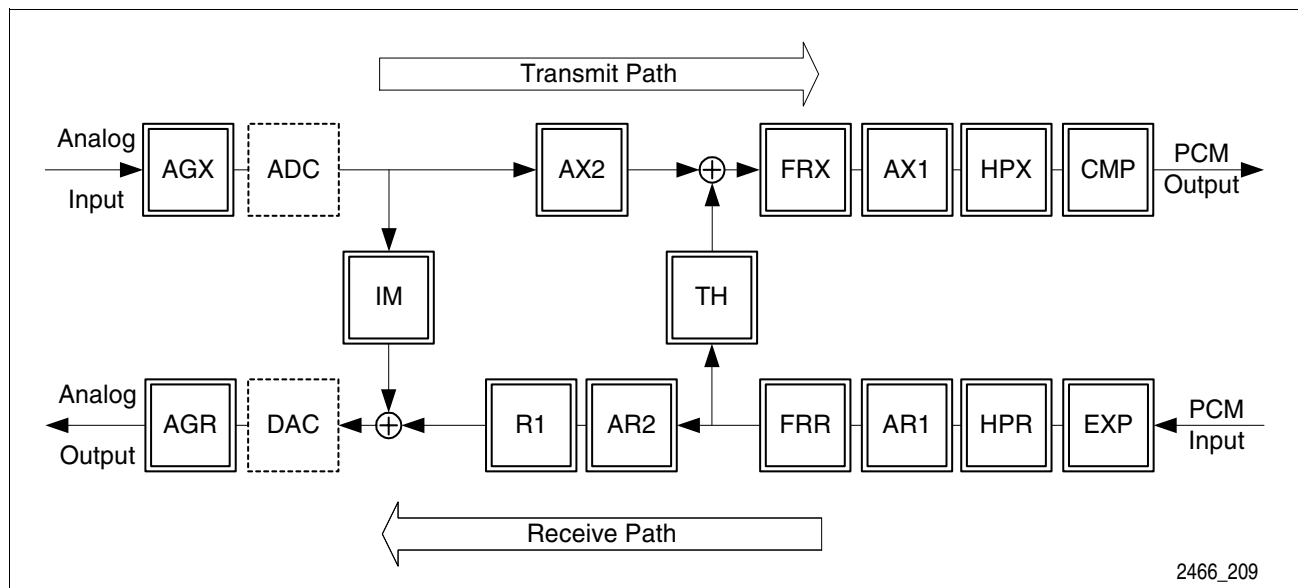 Transmit Path
Analog
Input
AGX
ADC
AX2
FRX
AX1
HPX
CMP
PCM
Output
IM
TH
Analog
Output
AGR
DAC
R1
AR2
FRR
AR1
HPR
EXP
PCM
Input
Receive Path
2466_209